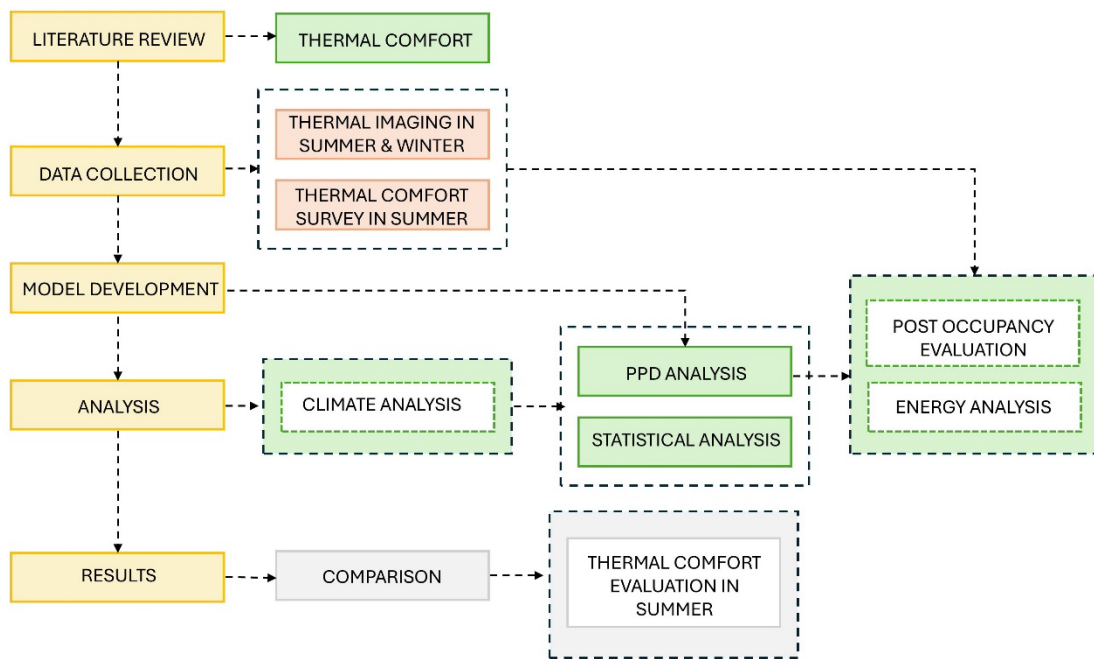 LITERATURE REVIEW
THERMAL COMFORT
THERMAL IMAGING IN
SUMMER & WINTER
DATA COLLECTION
THERMAL COMFORT
SURVEY IN SUMMER
MODEL DEVELOPMENT
POST OCCUPANCY
EVALUATION
PPD ANALYSIS
ANALYSIS
CLIMATE ANALYSIS
ENERGY ANALYSIS
STATISTICAL ANALYSIS
RESULTS
COMPARISON
THERMAL COMFORT
EVALUATION IN
SUMMER